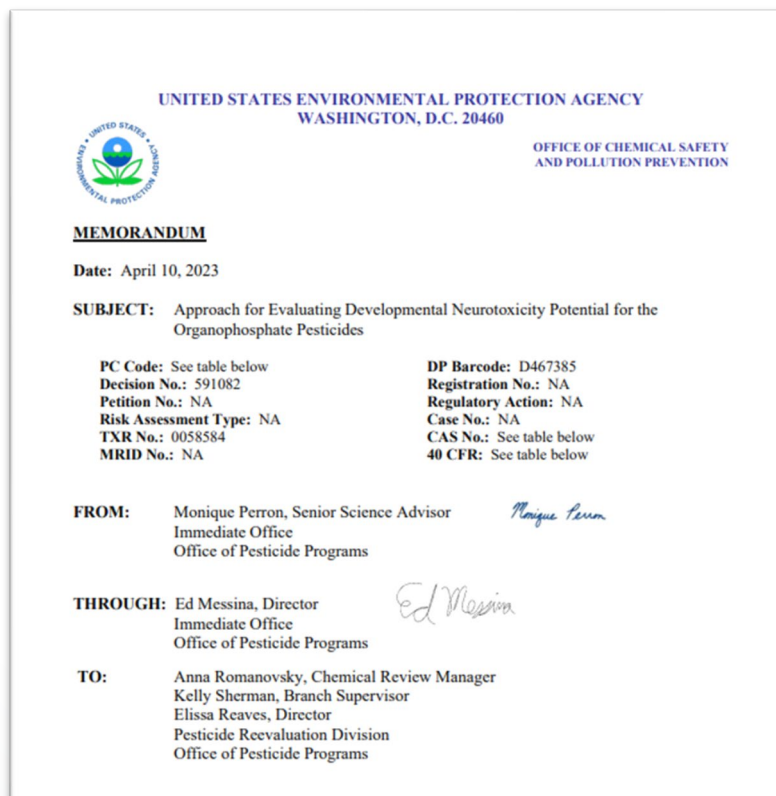 UNITED STATES ENVIRONMENTAL PROTECTION AGENCY
WASHINGTON, D.C. 20460
OFFICE OF CHEMICAL SAFETY
AND POLLUTION PREVENTION
UNITED STATES
ENVIRONMENTAL PROTECTION AGENCY
MEMORANDUM
Date: April 10, 2023
SUBJECT: Approach for Evaluating Developmental Neurotoxicity Potential for the
Organophosphate Pesticides
PC Code: See table below DP Barcode: D467385
Decision No.: 591082 Registration No.: NA
Petition No.: NA Regulatory Action: NA
Risk Assessment Type: NA Case No.: NA
TXR No.: 0058584 CAS No.: See table below
MRID No.: NA 40 CFR: See table below
FROM: Monique Perron, Senior Science Advisor Monique Perron
Immediate Office
Office of Pesticide Programs
THROUGH: Ed Messina, Director Ed Messina
Immediate Office
Office of Pesticide Programs
TO: Anna Romanovsky, Chemical Review Manager
Kelly Sherman, Branch Supervisor
Elissa Reaves, Director
Pesticide Reevaluation Division
Office of Pesticide Programs